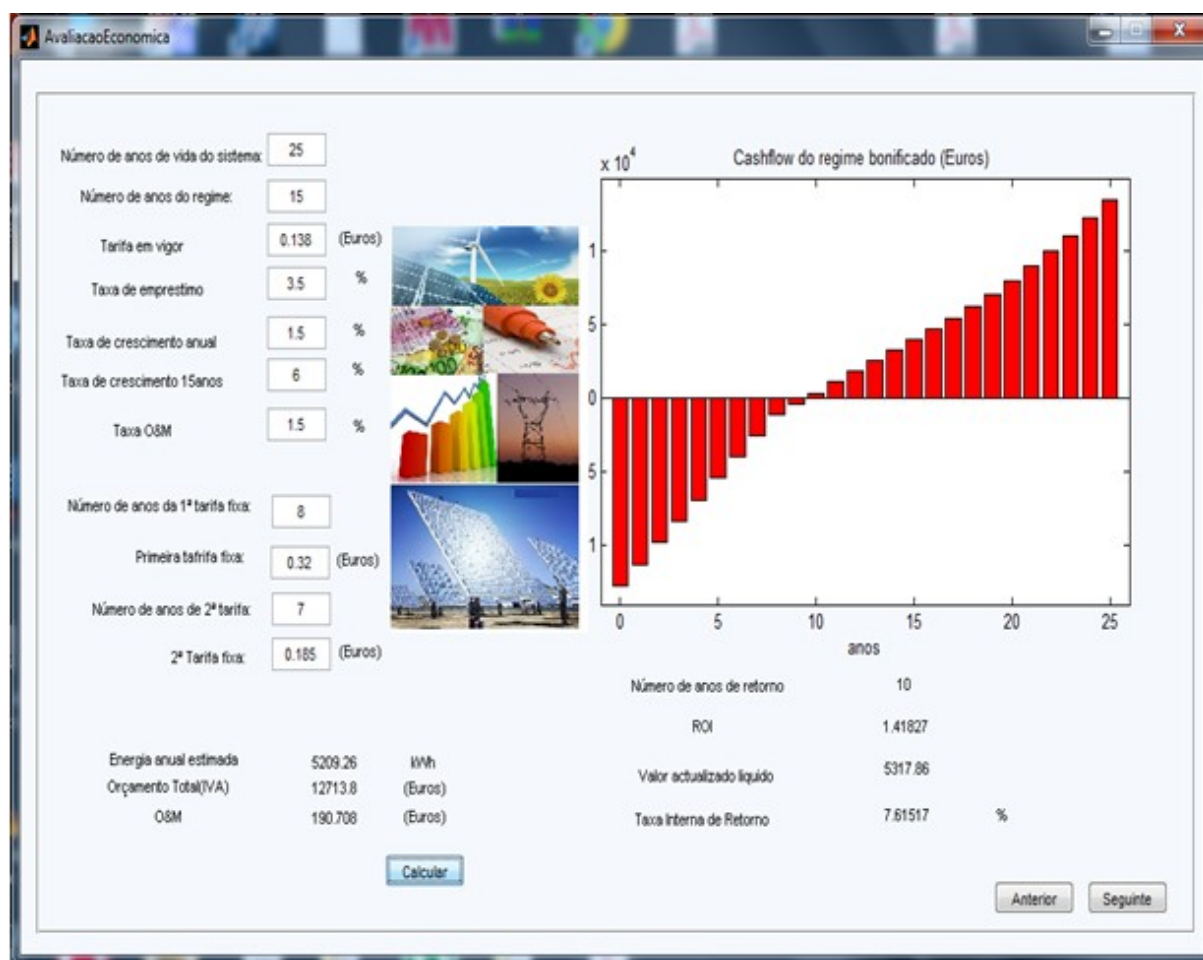 AvaliacaoEconomica
Número de anos de vida do sistema: 25
Número de anos do regime: 15
Tarifa em vigor 0.138 (Euros)
Taxa de emprestimo 3.5 %
Taxa de crescimento anual 1.5 %
Taxa de crescimento 15anos 6
Taxa O&M 1.5 %
Número de anos da 1ª tarifa fixa: 8
Primeira tafrifa fixa: 0.32 (Euros)
Número de anos de 2ª tarifa: 7
2ª Tarifa fixa: 0.185 (Euros)
Energia anual estimada 5209.26 kWh
Orçamento Total(IVA) 12713.8 (Euros)
O&M 190.708 (Euros)
Calcular
x 10⁴
Cashflow do regime bonificado (Euros)
1
5
0
5
1
0 5 10 15 20 25
anos
Número de anos de retorno 10
ROI 1.41827
Valor actualizado liquido 5317.86
Taxa Interna de Retorno 7.61517 %
Anterior Seguinte